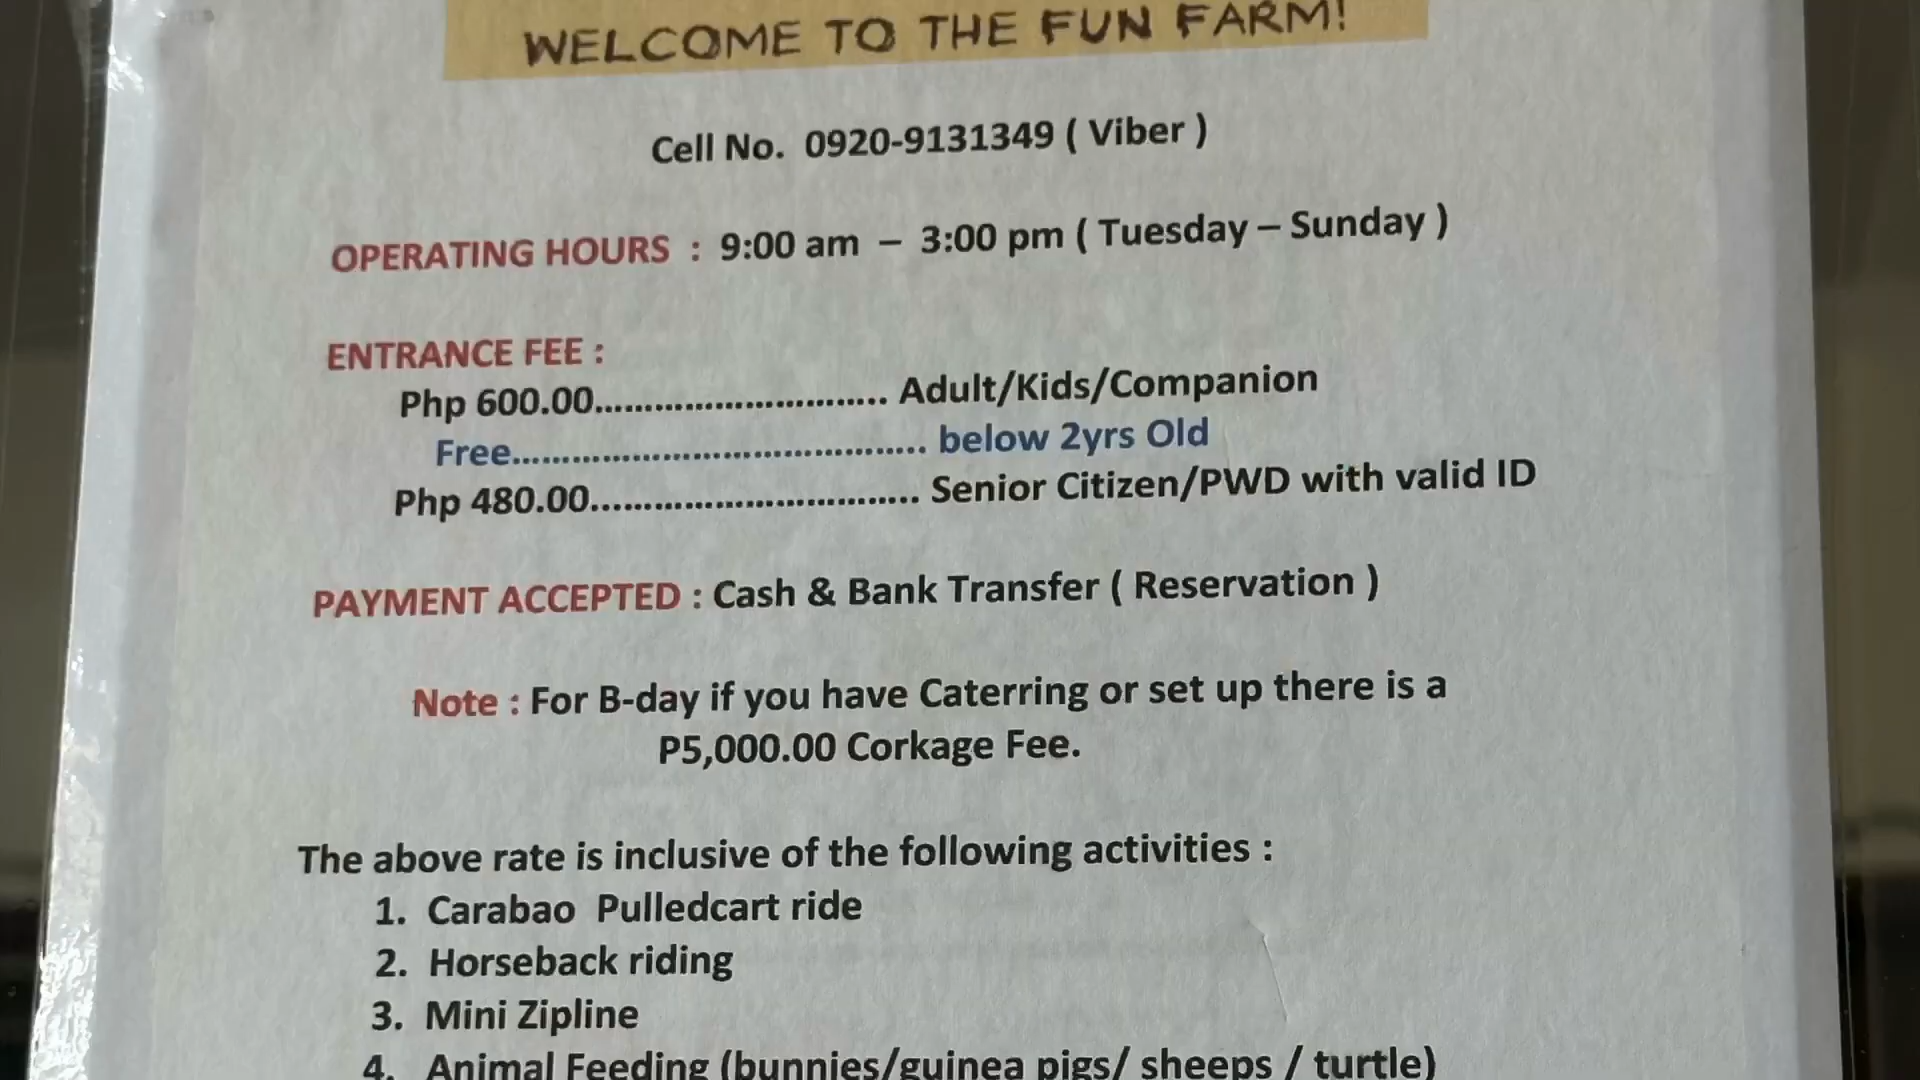 WELCOME TO THE FUN FARM!
Cell No. 0920-9131349 ( Viber )
OPERATING HOURS : 9:00 am – 3:00 pm ( Tuesday – Sunday )
ENTRANCE FEE :
Php 600.00............................. Adult/Kids/Companion
Free......................................... below 2yrs Old
Php 480.00................................ Senior Citizen/PWD with valid ID
PAYMENT ACCEPTED : Cash & Bank Transfer ( Reservation )
Note : For B-day if you have Caterring or set up there is a
P5,000.00 Corkage Fee.
The above rate is inclusive of the following activities :
1. Carabao Pulledcart ride
2. Horseback riding
3. Mini Zipline
4. Animal Feeding (bunnies/guinea pigs/ sheeps / turtle)